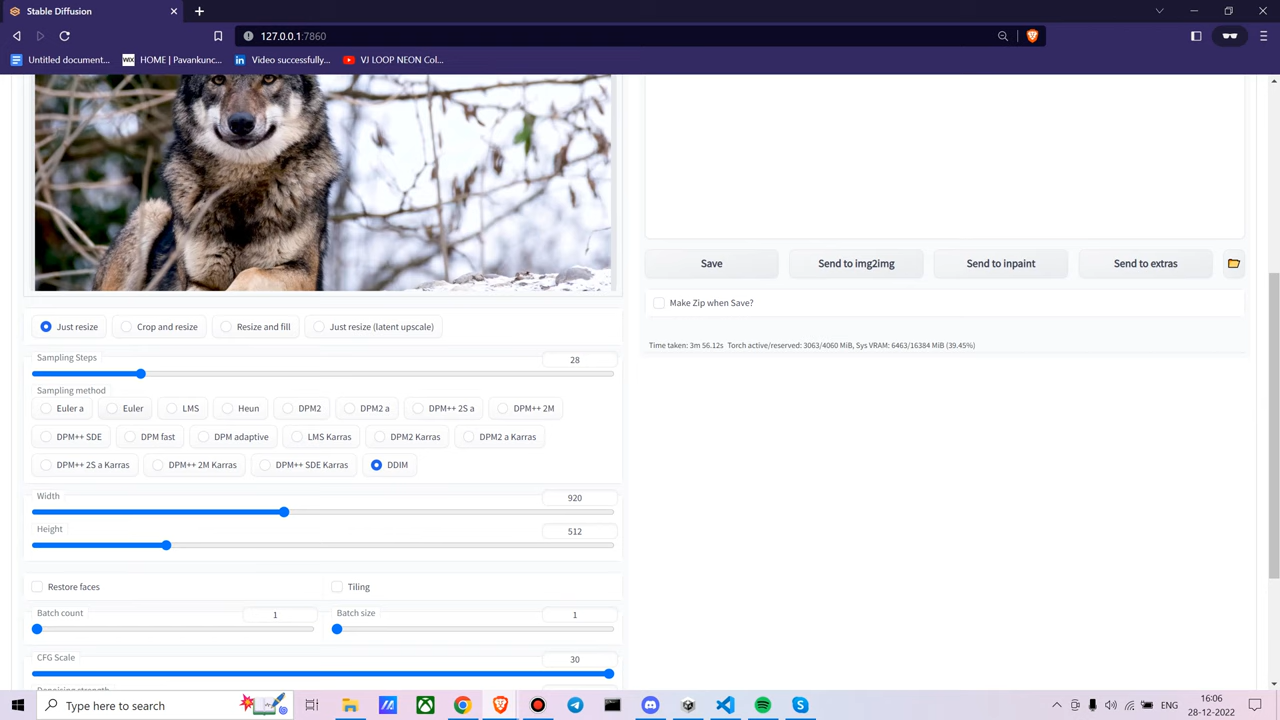 Stable Diffusion
127.0.0.1:7860
Untitled document... HOME | Pavankunc... Video successfully... VJ LOOP NEON Col...
WIX
in
Save Send to img2img Send to inpaint Send to extras
Make Zip when Save?
Just resize Crop and resize Resize and fill Just resize (latent upscale)
Time taken: 3m 56.12s Torch active/reserved: 3063/4060 MiB, Sys VRAM: 6463/16384 MiB (39.45%)
Sampling Steps 28
Sampling method
Euler a Euler LMS Heun DPM2 DPM2 a DPM++ 2S a DPM++ 2M
DPM++ SDE DPM fast DPM adaptive LMS Karras DPM2 Karras DPM2 a Karras
DPM++ 2S a Karras DPM++ 2M Karras DPM++ SDE Karras DDIM
Width 920
Height 512
Restore faces Tiling
Batch count 1 Batch size 1
CFG Scale 30
Denoising strength
Type here to search
ENG
16:06
28-12-2022